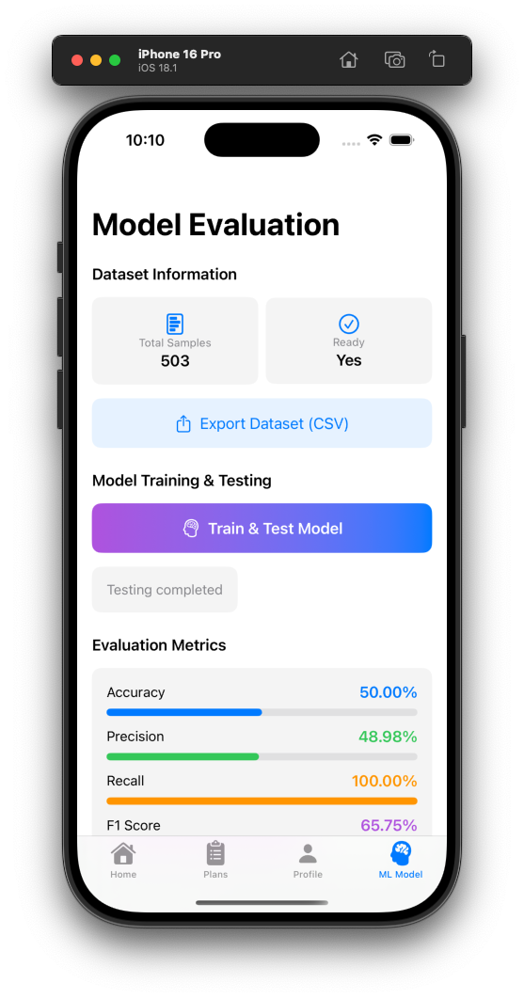 iPhone 16 Pro
iOS 18.1
10:10
Model Evaluation
Dataset Information
Total Samples
503
Ready
Yes
Export Dataset (CSV)
Model Training & Testing
Train & Test Model
Testing completed
Evaluation Metrics
Accuracy 50.00%
Precision 48.98%
Recall 100.00%
F1 Score 65.75%
Home Plans Profile ML Model